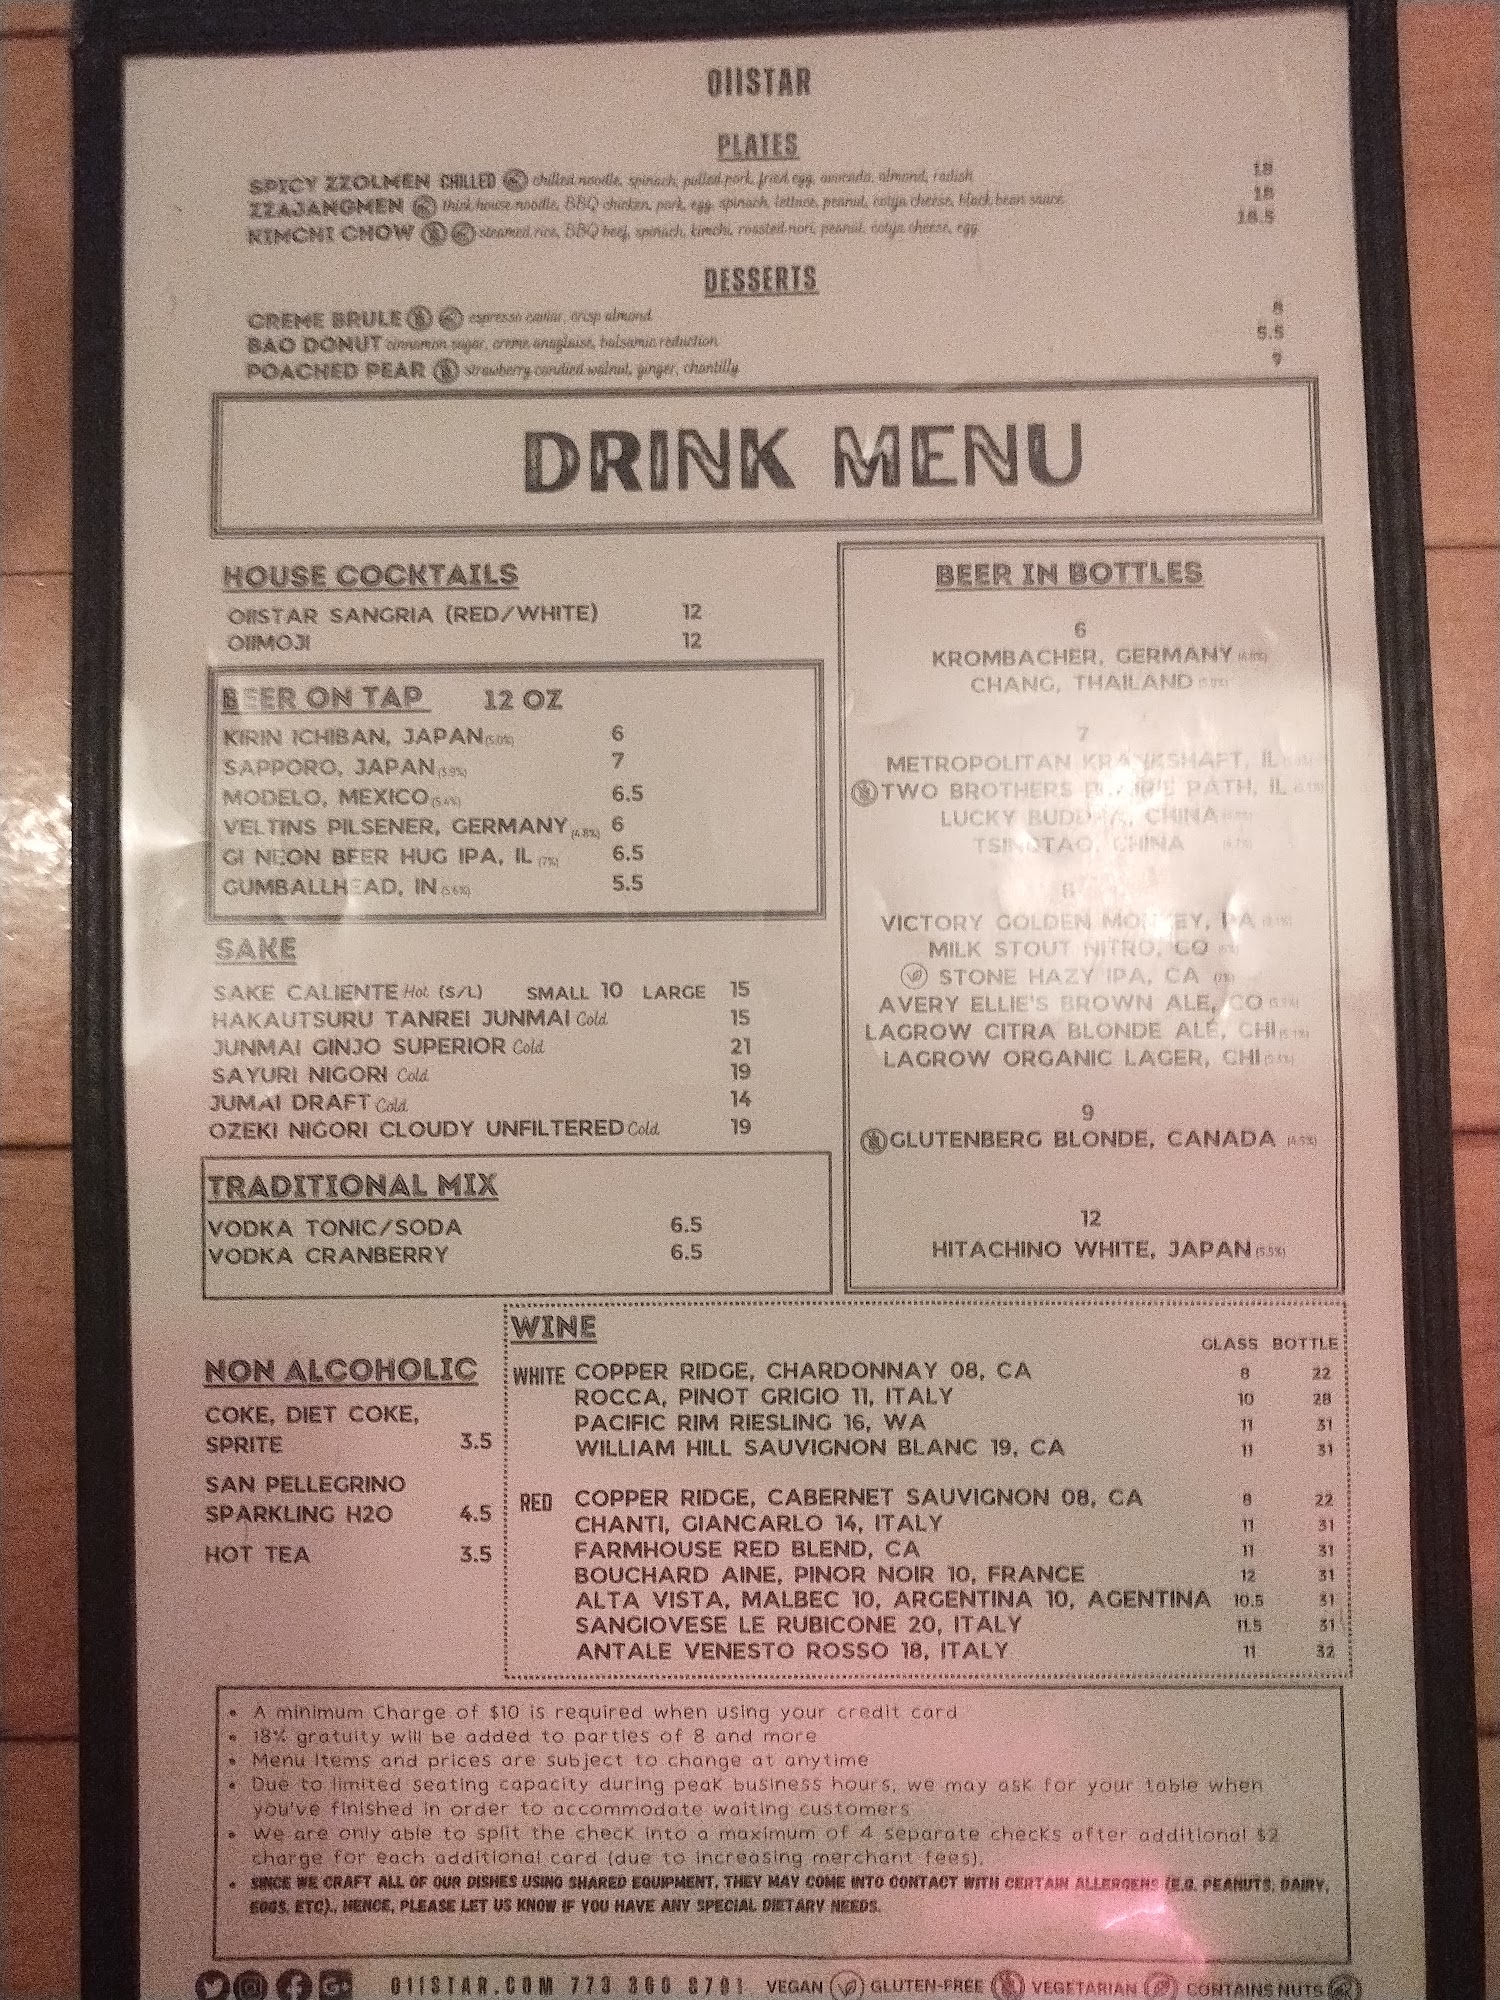 OIISTAR
PLATES
SPICY ZZOLMEN CHILLED chilled noodle, spinach, pulled pork, fried egg, avocado, almond, radish 18
ZZAJANGMEN thick house noodle, BBQ chicken, pork, egg, spinach, lettuce, peanut, cotija cheese, black bean sauce 18
KIMCHI CHOW steamed rice, BBQ beef, spinach, kimchi, roasted nori, peanut, cotija cheese, egg 18.5
DESSERTS
CREME BRULE espresso caviar, crisp almond 8
BAO DONUT cinnamon sugar, creme anglaise, balsamic reduction 5.5
POACHED PEAR strawberry candied walnut, ginger, chantilly 9
DRINK MENU
HOUSE COCKTAILS
OIISTAR SANGRIA (RED/WHITE) 12
OIIMOJI 12
BEER ON TAP 12 OZ
KIRIN ICHIBAN, JAPAN (5.0%) 6
SAPPORO, JAPAN 7
MODELO, MEXICO (5.4%) 6.5
VELTINS PILSENER, GERMANY (4.8%) 6
GI NEON BEER HUG IPA, IL (7%) 6.5
GUMBALLHEAD, IN (5.6%) 5.5
SAKE
SAKE CALIENTE Hot (S/L) SMALL 10 LARGE 15
HAKAUTSURU TANREI JUNMAI Cold 15
JUNMAI GINJO SUPERIOR Cold 21
SAYURI NIGORI Cold 19
JUMAI DRAFT Cold 14
OZEKI NIGORI CLOUDY UNFILTERED Cold 19
TRADITIONAL MIX
VODKA TONIC/SODA 6.5
VODKA CRANBERRY 6.5
BEER IN BOTTLES
6
KROMBACHER, GERMANY
CHANG, THAILAND
7
METROPOLITAN KRANKSHAFT, IL
TWO BROTHERS PRAIRIE PATH, IL
LUCKY BUDDHA, CHINA
TSINGTAO, CHINA
8
VICTORY GOLDEN MONKEY, PA
MILK STOUT NITRO, CO
STONE HAZY IPA, CA
AVERY ELLIE'S BROWN ALE, CO
LAGROW CITRA BLONDE ALE, CHI
LAGROW ORGANIC LAGER, CHI
9
GLUTENBERG BLONDE, CANADA
12
HITACHINO WHITE, JAPAN (5.5%)
NON ALCOHOLIC
COKE, DIET COKE,
SPRITE 3.5
SAN PELLEGRINO
SPARKLING H2O 4.5
HOT TEA 3.5
WINE
GLASS BOTTLE
WHITE COPPER RIDGE, CHARDONNAY 08, CA 8 22
ROCCA, PINOT GRIGIO 11, ITALY 10 28
PACIFIC RIM RIESLING 16, WA 11 31
WILLIAM HILL SAUVIGNON BLANC 19, CA 11 31
RED COPPER RIDGE, CABERNET SAUVIGNON 08, CA 8 22
CHANTI, GIANCARLO 14, ITALY 11 31
FARMHOUSE RED BLEND, CA 11 31
BOUCHARD AINE, PINOR NOIR 10, FRANCE 12 31
ALTA VISTA, MALBEC 10, ARGENTINA 10, AGENTINA 10.5 31
SANGIOVESE LE RUBICONE 20, ITALY 11.5 31
ANTALE VENESTO ROSSO 18, ITALY 11 32
• A minimum Charge of $10 is required when using your credit card
• 18% gratuity will be added to parties of 8 and more
• Menu Items and prices are subject to change at anytime
• Due to limited seating capacity during peak business hours, we may ask for your table when
you've finished in order to accommodate waiting customers
• We are only able to split the check into a maximum of 4 separate checks after additional $2
charge for each additional card (due to increasing merchant fees).
• SINCE WE CRAFT ALL OF OUR DISHES USING SHARED EQUIPMENT, THEY MAY COME INTO CONTACT WITH CERTAIN ALLERGENS (E.G. PEANUTS, DAIRY,
EGGS, ETC)., HENCE, PLEASE LET US KNOW IF YOU HAVE ANY SPECIAL DIETARY NEEDS.
OIISTAR.COM 773 360 8791 VEGAN GLUTEN-FREE VEGETARIAN CONTAINS NUTS